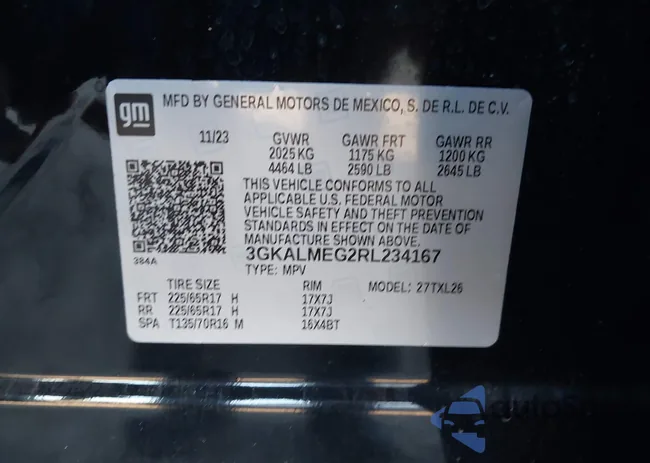 gm
MFD BY GENERAL MOTORS DE MEXICO, S. DE R.L. DE C.V.
11/23 GVWR GAWR FRT GAWR RR
2025 KG 1175 KG 1200 KG
4464 LB 2590 LB 2645 LB
THIS VEHICLE CONFORMS TO ALL
APPLICABLE U.S. FEDERAL MOTOR
VEHICLE SAFETY AND THEFT PREVENTION
STANDARDS IN EFFECT ON THE DATE OF
MANUFACTURE SHOWN ABOVE.
384A
3GKALMEG2RL234167
TYPE: MPV
TIRE SIZE RIM MODEL: 27TXL26
FRT 225/65R17 H 17X7J
RR 225/65R17 H 17X7J
SPA T135/70R16 M 16X4BT